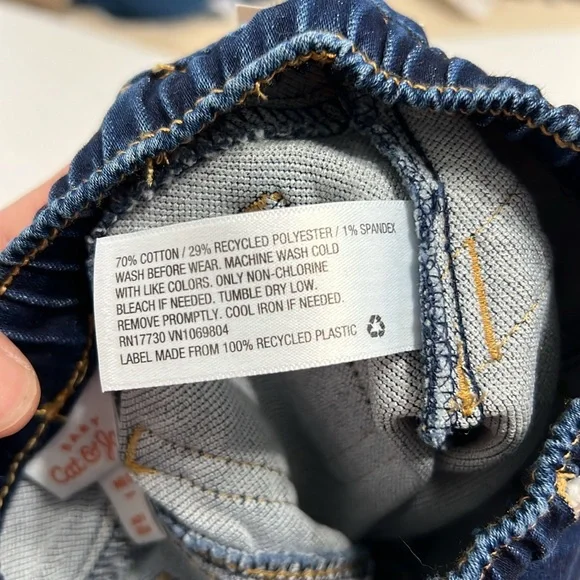 70% COTTON / 29% RECYCLED POLYESTER / 1% SPANDEX
WASH BEFORE WEAR. MACHINE WASH COLD
WITH LIKE COLORS. ONLY NON-CHLORINE
BLEACH IF NEEDED. TUMBLE DRY LOW.
REMOVE PROMPTLY. COOL IRON IF NEEDED.
RN17730 VN1069804
LABEL MADE FROM 100% RECYCLED PLASTIC
BABY
Cat & Ja